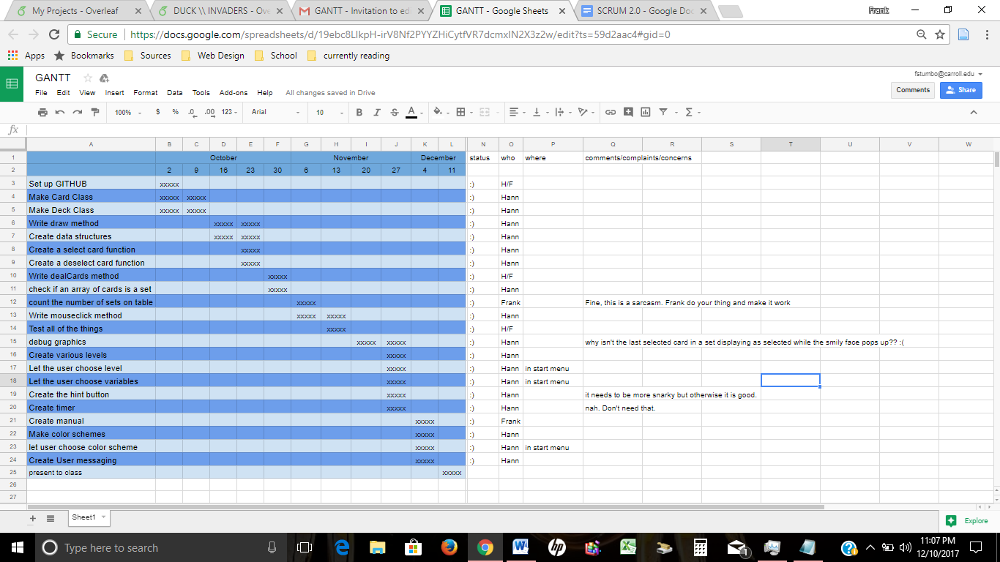 My Projects - Overleaf
DUCK \\ INVADERS - Ov
GANTT - Invitation to ed
GANTT - Google Sheets
SCRUM 2.0 - Google Doc
Frank
Secure https://docs.google.com/spreadsheets/d/19ebc8LIkpH-irV8Nf2PYYZHiCytfVR7dcmxIN2X3z2w/edit?ts=59d2aac4#gid=0
Apps Bookmarks Sources Web Design School currently reading
GANTT
fstumbo@carroll.edu
File Edit View Insert Format Data Tools Add-ons Help All changes saved in Drive
Comments Share
100% $ % .0 .00 123 Arial 10 B I S A
fx
A B C D E F G H I J K L N O P Q R S T U V W
1 October November December status who where comments/complaints/concerns
2 2 9 16 23 30 6 13 20 27 4 11
3 Set up GITHUB xxxxx :) H/F
4 Make Card Class xxxxx xxxxx :) Hann
5 Make Deck Class xxxxx xxxxx :) Hann
6 Write draw method xxxxx xxxxx :) Hann
7 Create data structures xxxxx xxxxx :) Hann
8 Create a select card function xxxxx :) Hann
9 Create a deselect card function xxxxx :) Hann
10 Write dealCards method xxxxx :) H/F
11 check if an array of cards is a set xxxxx :) Hann
12 count the number of sets on table xxxxx :) Frank Fine, this is a sarcasm. Frank do your thing and make it work
13 Write mouseclick method xxxxx xxxxx :) Hann
14 Test all of the things xxxxx :) H/F
15 debug graphics xxxxx xxxxx :) Hann why isn't the last selected card in a set displaying as selected while the smily face pops up?? :(
16 Create various levels xxxxx :) Hann
17 Let the user choose level xxxxx :) Hann in start menu
18 Let the user choose variables xxxxx :) Hann in start menu
19 Create the hint button xxxxx :) Hann it needs to be more snarky but otherwise it is good.
20 Create timer xxxxx :) Hann nah. Don't need that.
21 Create manual xxxxx :) Frank
22 Make color schemes xxxxx :) Hann
23 let user choose color scheme xxxxx :) Hann in start menu
24 Create User messaging xxxxx :) Hann
25 present to class xxxxx
26
27
Sheet1
Explore
Type here to search
1
11:07 PM
12/10/2017